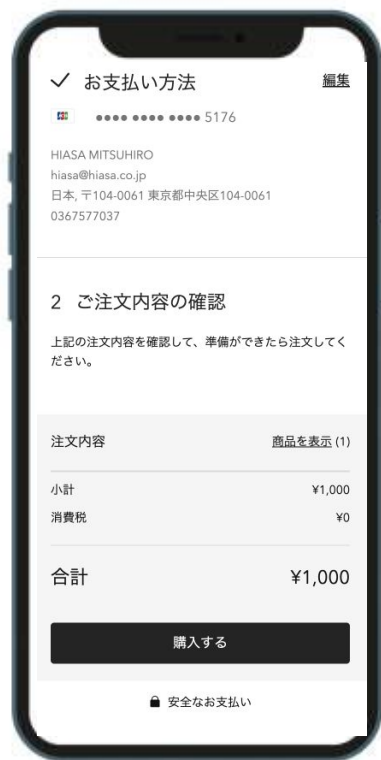 お支払い方法 編集
JCB •••• •••• •••• 5176
HIASA MITSUHIRO
hiasa@hiasa.co.jp
日本, 〒104-0061 東京都中央区104-0061
0367577037
2 ご注文内容の確認
上記の注文内容を確認して、準備ができたら注文してく
ださい。
注文内容 商品を表示 (1)
小計 ¥1,000
消費税 ¥0
合計 ¥1,000
購入する
安全なお支払い